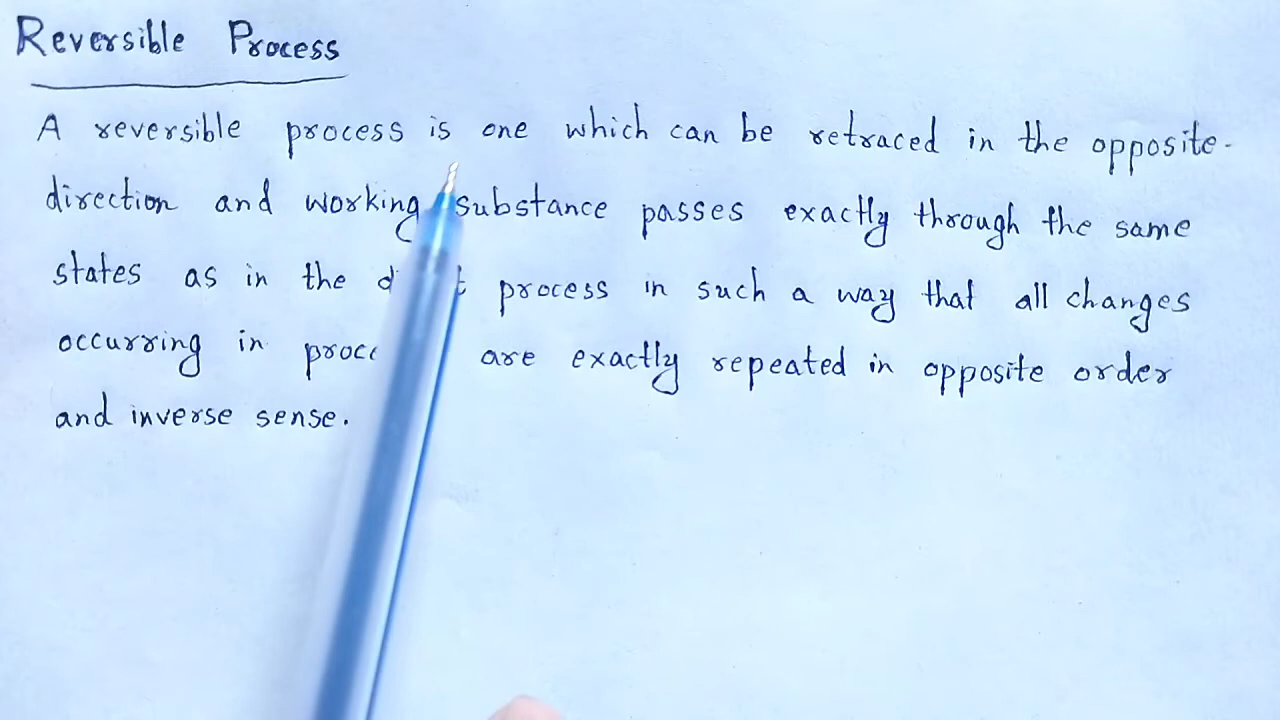 Reversible Process
A reversible process is one which can be retraced in the opposite-
direction and working substance passes exactly through the same
states as in the process in such a way that all changes
occurring in are exactly repeated in opposite order
and inverse sense.